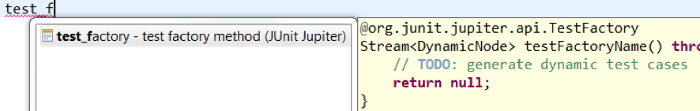 test_f
test_factory - test factory method (JUnit Jupiter)
@org.junit.jupiter.api.TestFactory
Stream<DynamicNode> testFactoryName() thro
// TODO: generate dynamic test cases
return null;
}